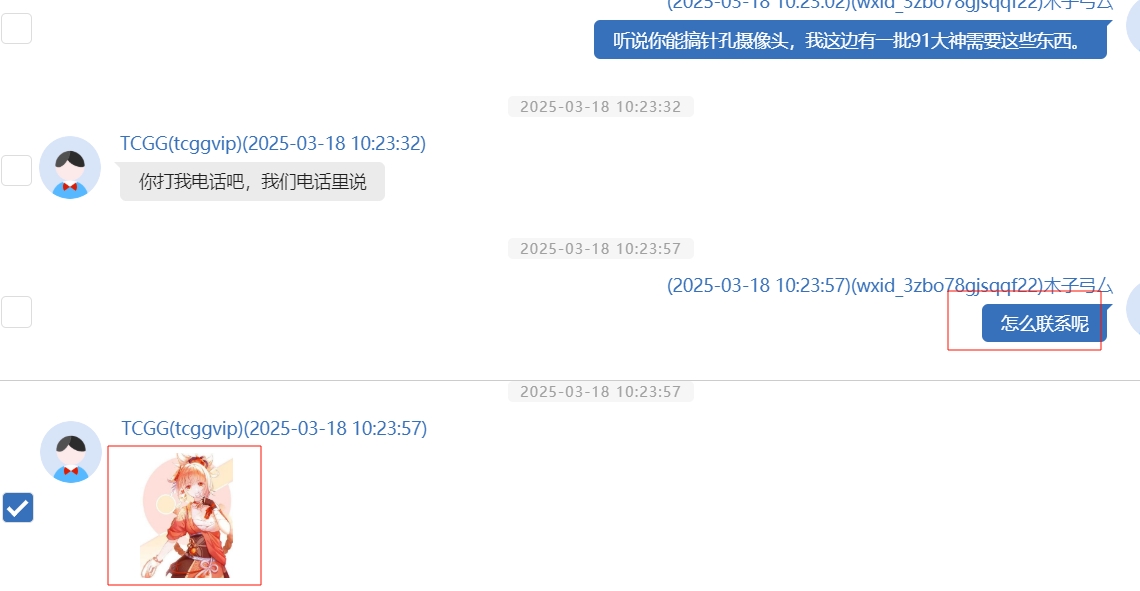 (2025-03-18 10:23:02)(wxid_3zbo78gjsqqf22)木子弓厶
听说你能搞针孔摄像头，我这边有一批91大神需要这些东西。
2025-03-18 10:23:32
TCGG(tcggvip)(2025-03-18 10:23:32)
你打我电话吧，我们电话里说
2025-03-18 10:23:57
(2025-03-18 10:23:57)(wxid_3zbo78gjsqqf22)木子弓厶
怎么联系呢
2025-03-18 10:23:57
TCGG(tcggvip)(2025-03-18 10:23:57)